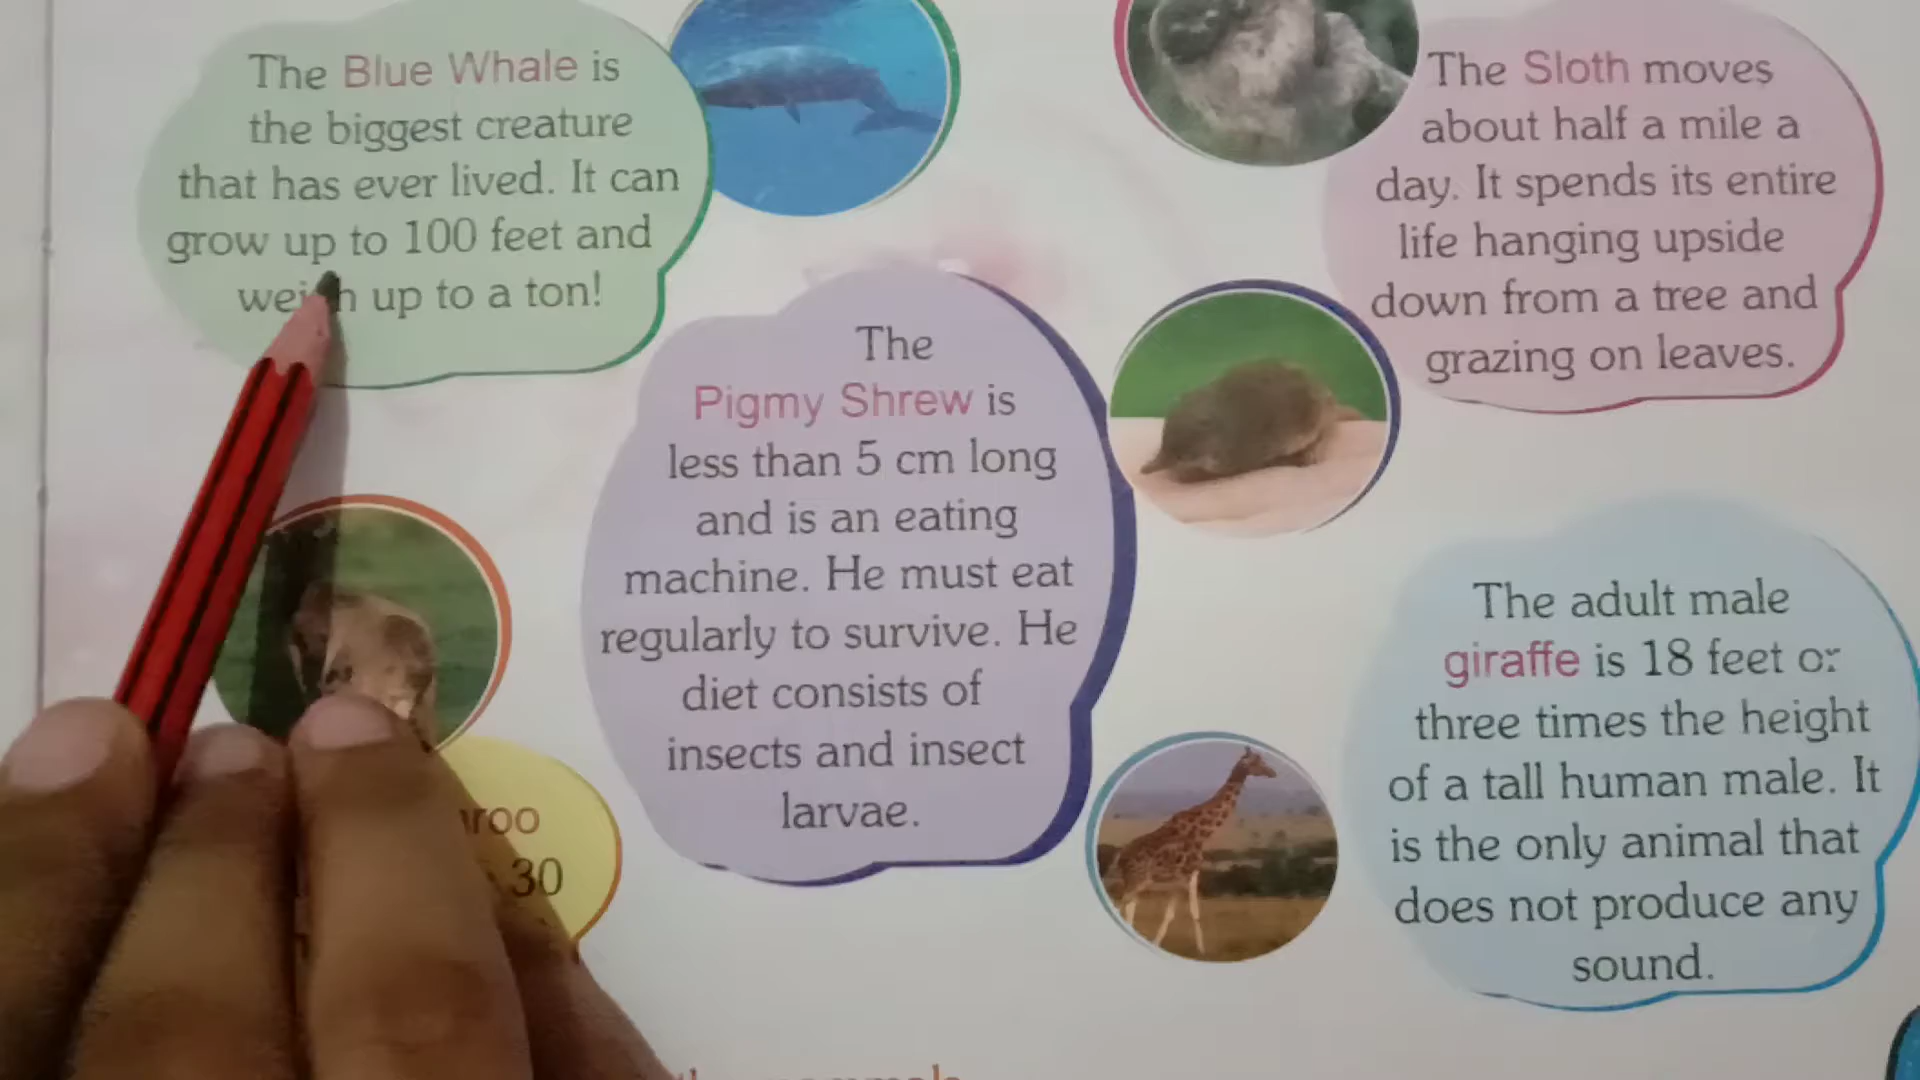 The Blue Whale is
the biggest creature
that has ever lived. It can
grow up to 100 feet and
up to a ton!
The Sloth moves
about half a mile a
day. It spends its entire
life hanging upside
down from a tree and
grazing on leaves.
The
Pigmy Shrew is
less than 5 cm long
and is an eating
machine. He must eat
regularly to survive. He
diet consists of
insects and insect
larvae.
The adult male
giraffe is 18 feet or
three times the height
of a tall human male. It
is the only animal that
does not produce any
sound.
30